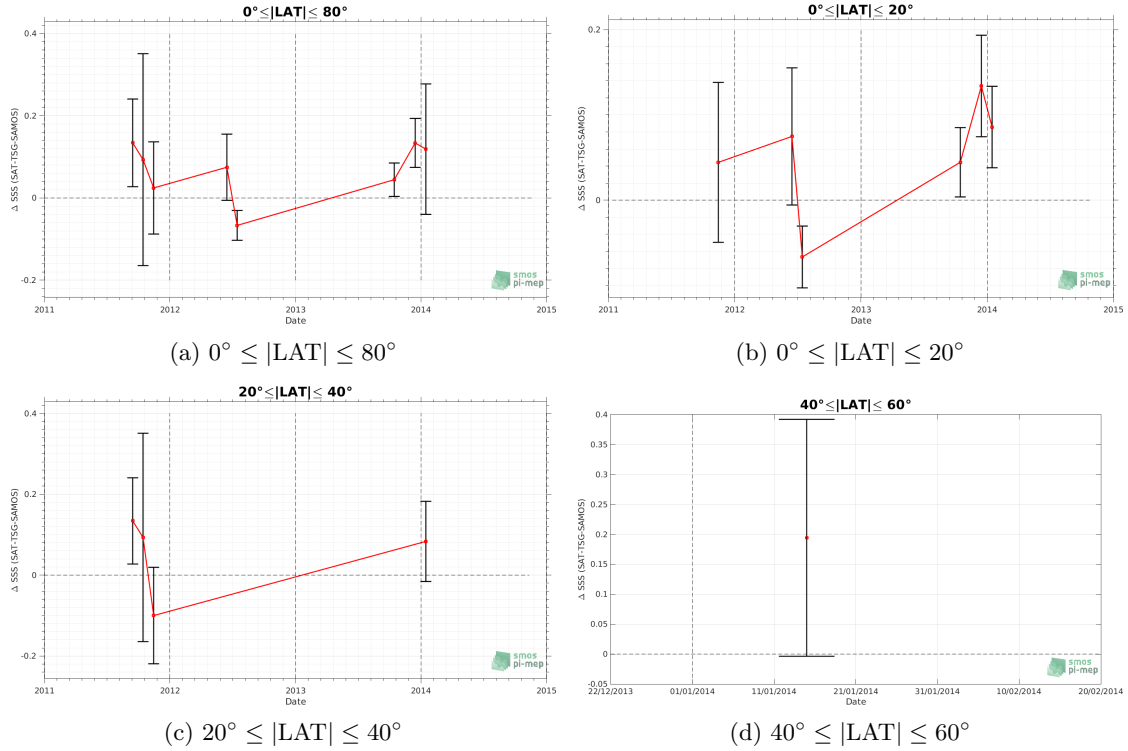 0°≤|LAT|≤ 80°
0.4
0.2
0
-0.2
Δ SSS (SAT-TSG-SAMOS)
2011
2012
2013
2014
2015
Date
smos
pi-mep
(a) 0° ≤ |LAT| ≤ 80°
0°≤|LAT|≤ 20°
0.2
0
Δ SSS (SAT-TSG-SAMOS)
2011
2012
2013
2014
2015
Date
smos
pi-mep
(b) 0° ≤ |LAT| ≤ 20°
20°≤|LAT|≤ 40°
0.4
0.2
0
-0.2
Δ SSS (SAT-TSG-SAMOS)
2011
2012
2013
2014
2015
Date
smos
pi-mep
(c) 20° ≤ |LAT| ≤ 40°
40°≤|LAT|≤ 60°
0.4
0.35
0.3
0.25
0.2
0.15
0.1
0.05
0
-0.05
Δ SSS (SAT-TSG-SAMOS)
22/12/2013
01/01/2014
11/01/2014
21/01/2014
31/01/2014
10/02/2014
20/02/2014
Date
smos
pi-mep
(d) 40° ≤ |LAT| ≤ 60°